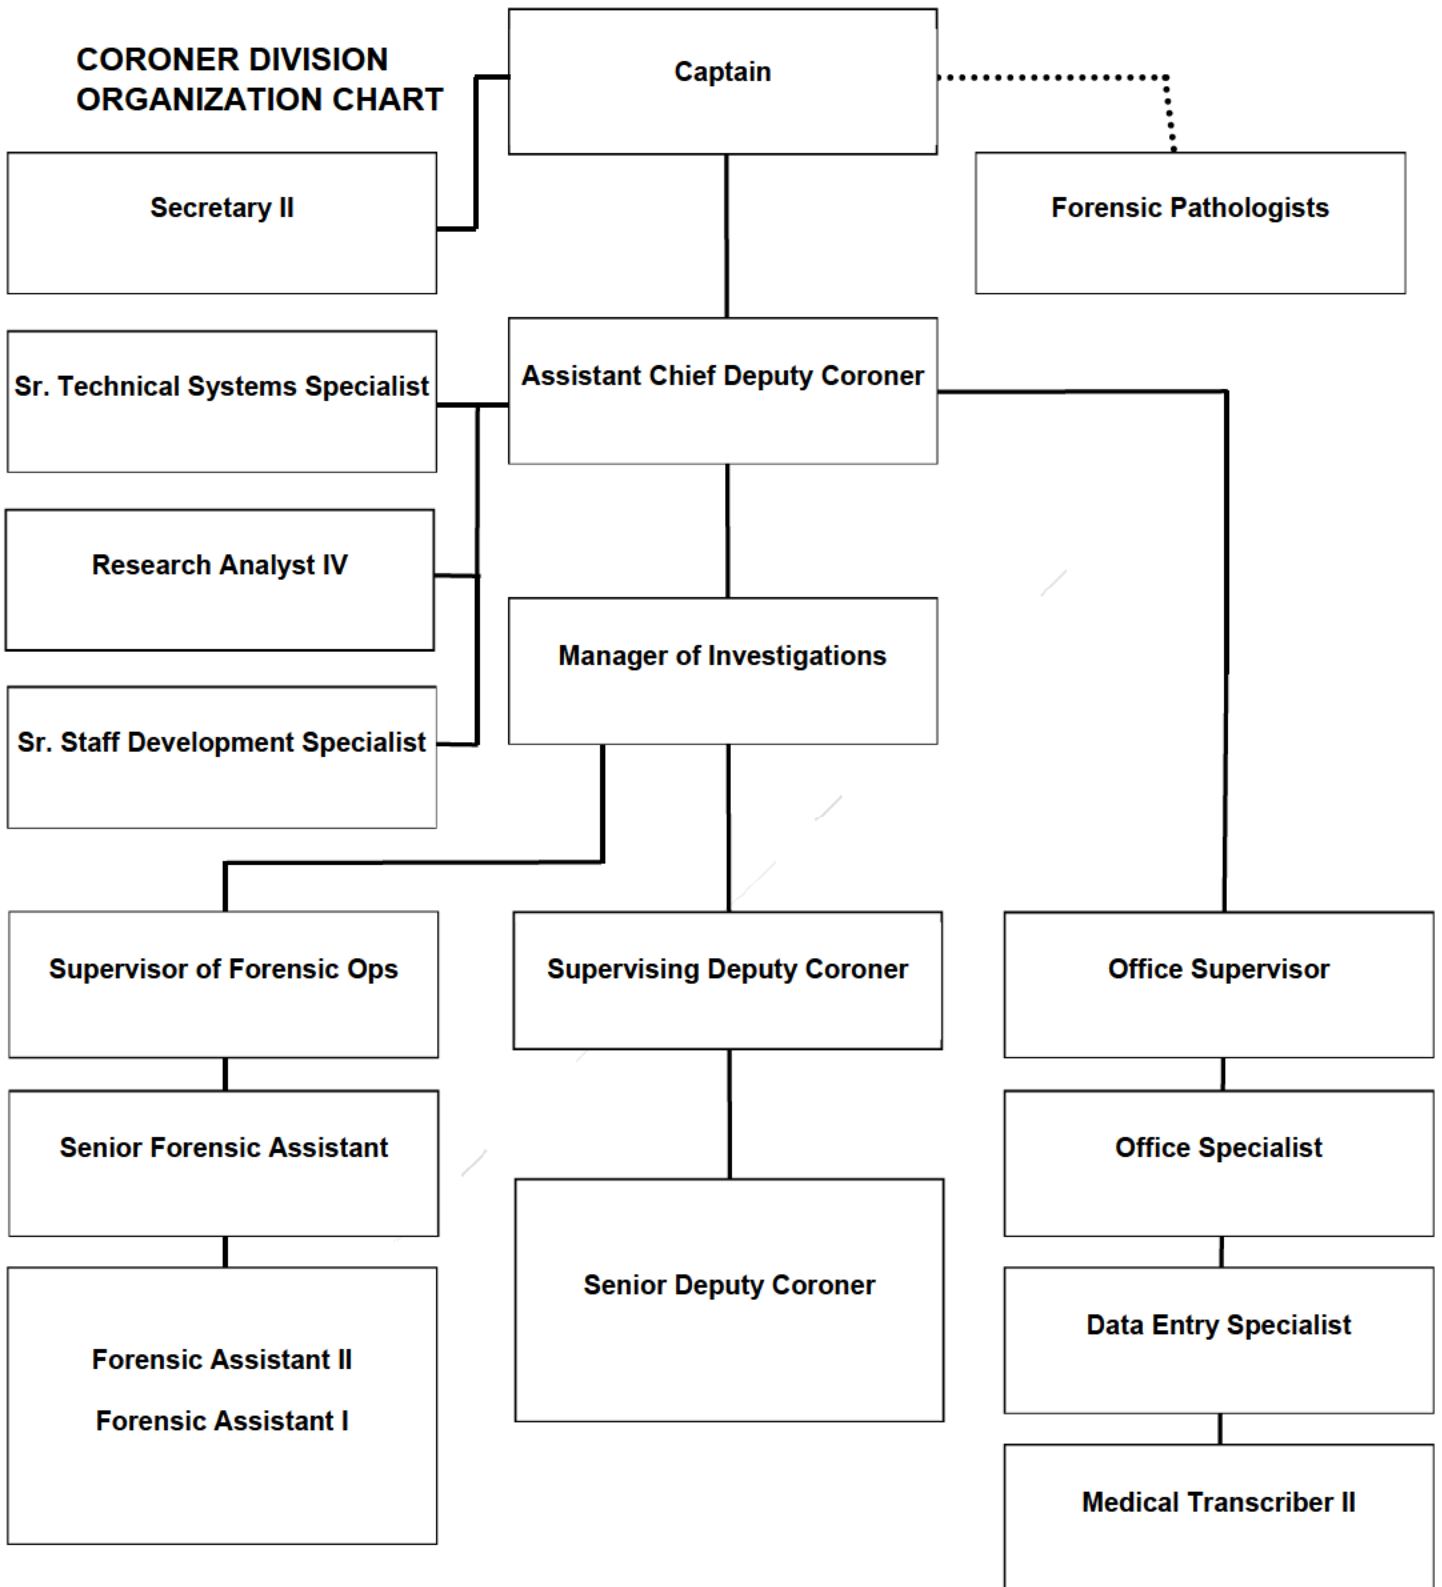 CORONER DIVISION
ORGANIZATION CHART
Captain
Secretary II
Forensic Pathologists
Sr. Technical Systems Specialist
Assistant Chief Deputy Coroner
Research Analyst IV
Manager of Investigations
Sr. Staff Development Specialist
Supervisor of Forensic Ops
Supervising Deputy Coroner
Office Supervisor
Senior Forensic Assistant
Office Specialist
Senior Deputy Coroner
Data Entry Specialist
Forensic Assistant II
Forensic Assistant I
Medical Transcriber II